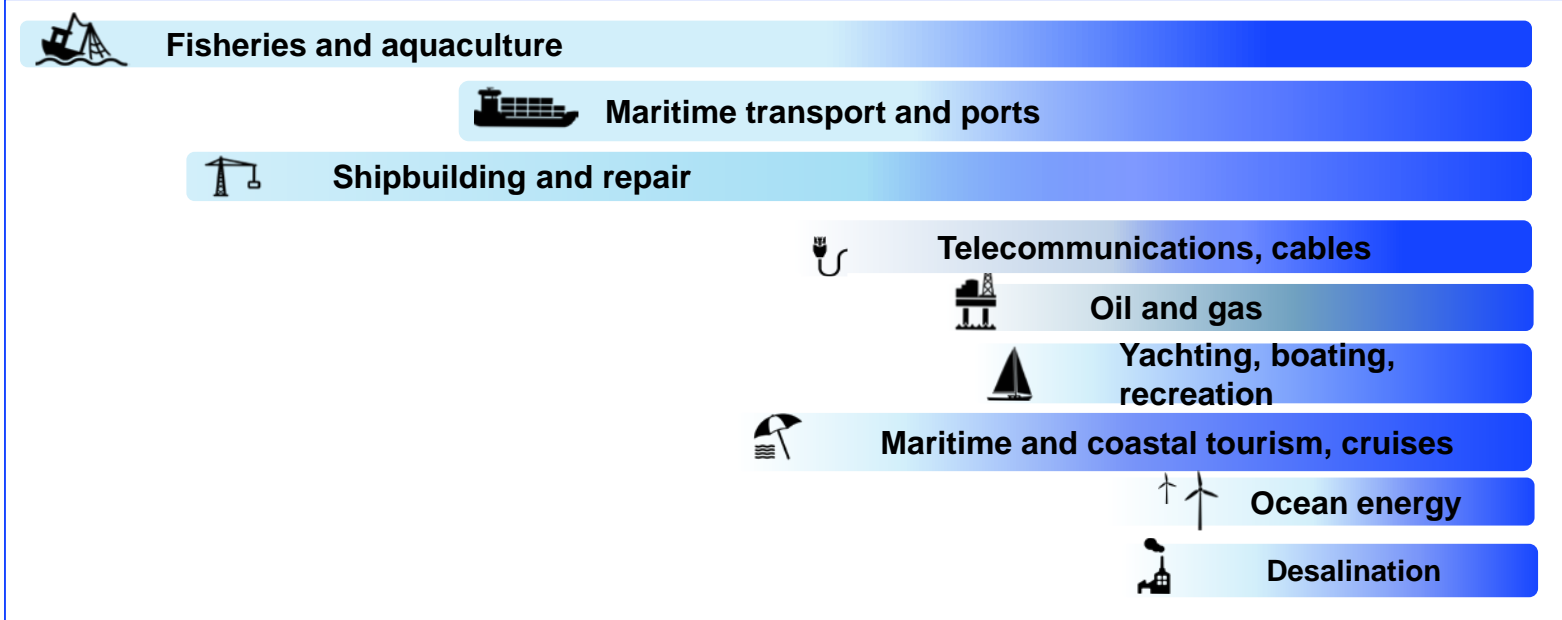 Fisheries and aquaculture
Maritime transport and ports
Shipbuilding and repair
Telecommunications, cables
Oil and gas
Yachting, boating,
recreation
Maritime and coastal tourism, cruises
Ocean energy
Desalination